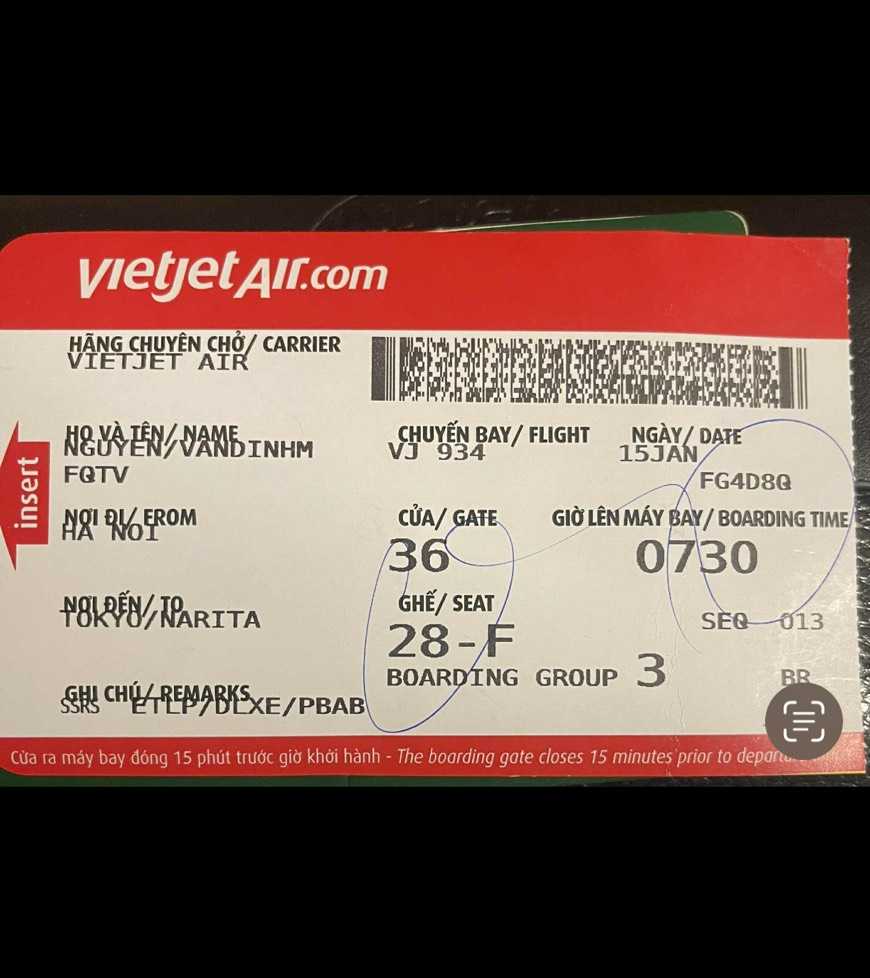 vietjetAir.com
HÃNG CHUYÊN CHỞ/ CARRIER
VIETJET AIR
HỌ VÀ TÊN/ NAME
NGUYEN/VANDINHM
FQTV
CHUYẾN BAY/ FLIGHT
VJ 934
NGÀY/ DATE
15JAN
FG4D8Q
insert
NƠI ĐI/ FROM
HA NOI
CỬA/ GATE
36
GIỜ LÊN MÁY BAY/ BOARDING TIME
0730
NƠI ĐẾN/ TO
TOKYO/NARITA
GHẾ/ SEAT
28-F
SEQ 013
BOARDING GROUP 3
BR
GHI CHÚ/ REMARKS
SSRS ETLP/DLXE/PBAB
Cửa ra máy bay đóng 15 phút trước giờ khởi hành - The boarding gate closes 15 minutes prior to